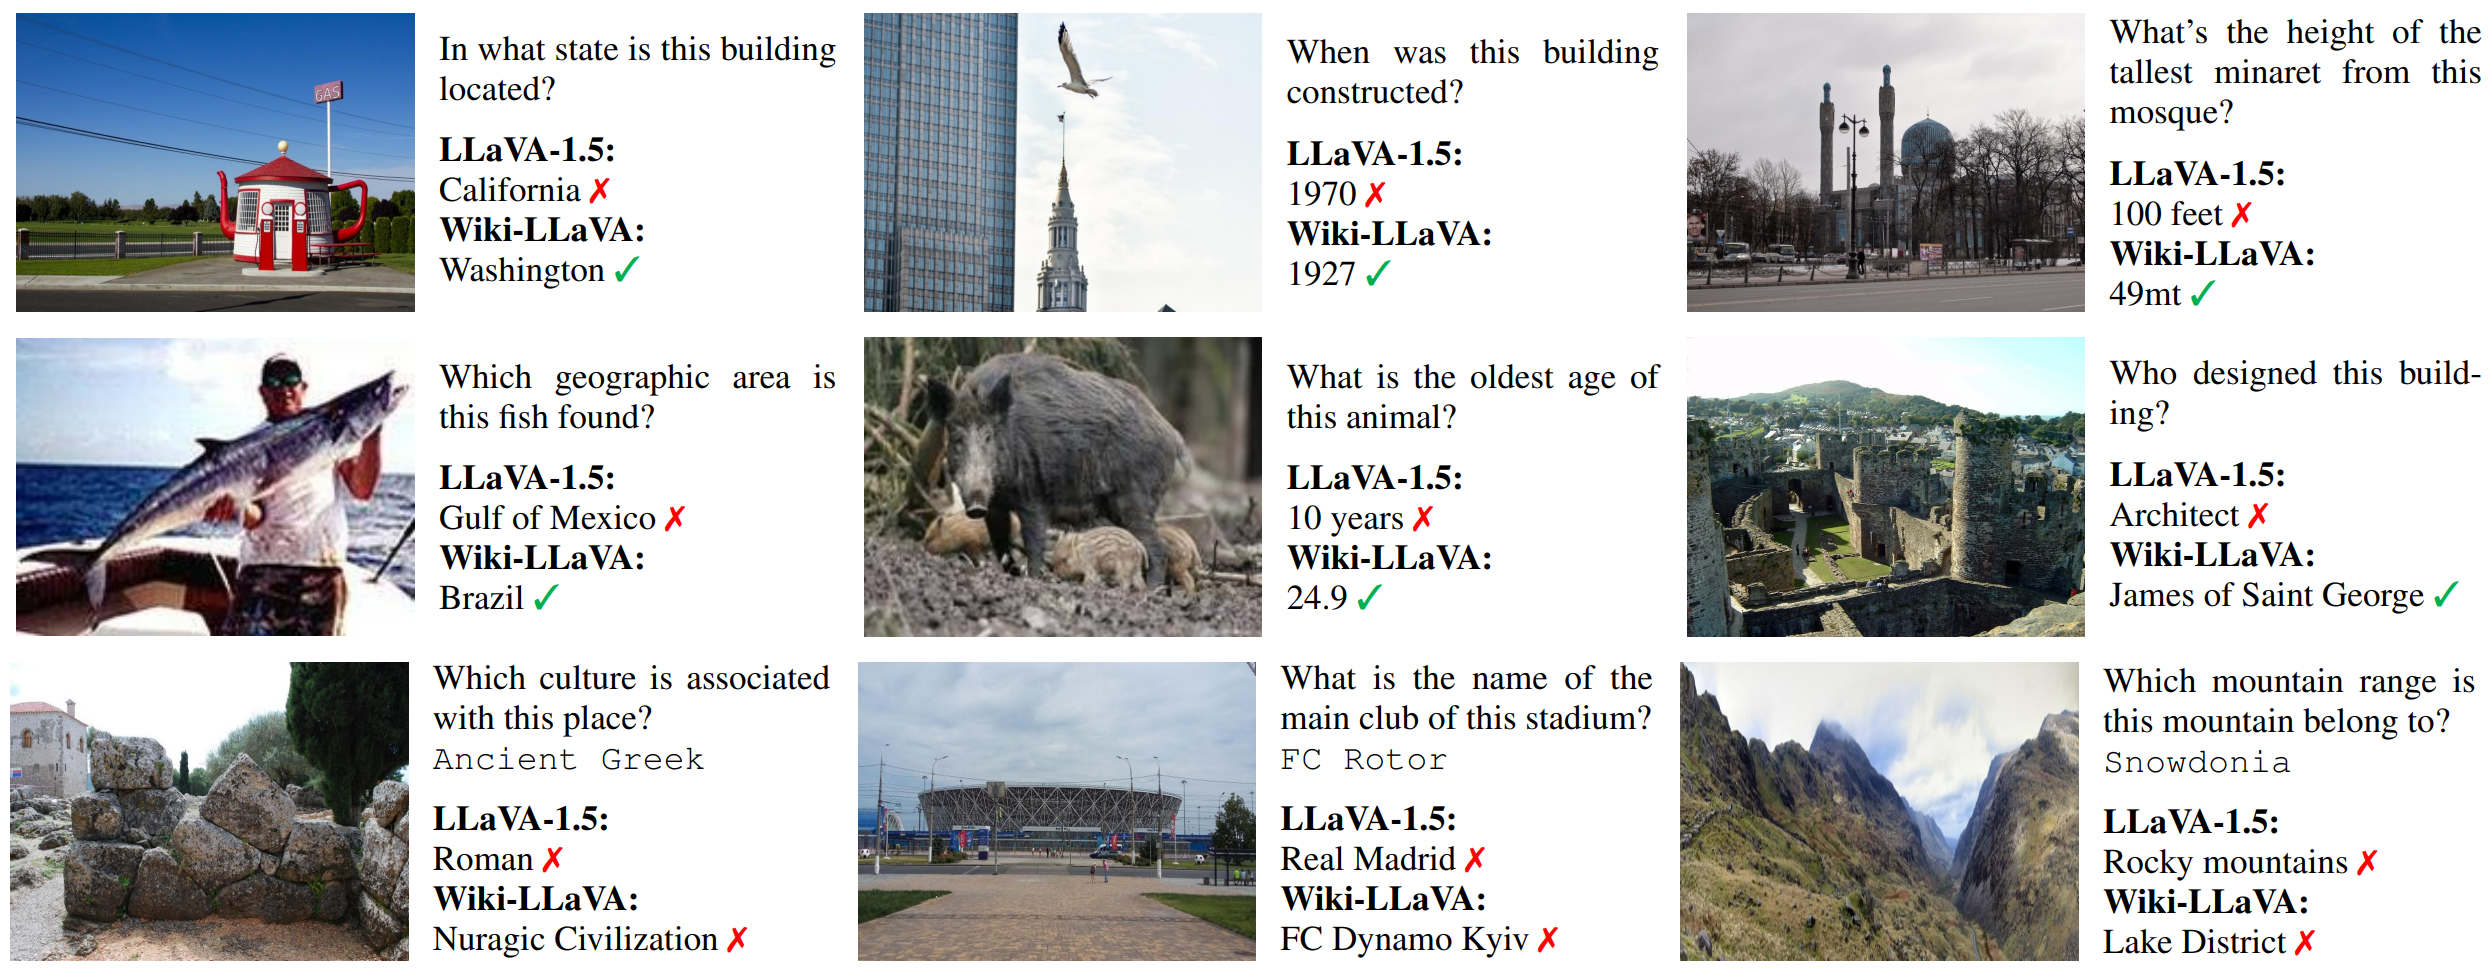 GAS
In what state is this building
located?
LLaVA-1.5:
California ✗
Wiki-LLaVA:
Washington ✓
When was this building
constructed?
LLaVA-1.5:
1970 ✗
Wiki-LLaVA:
1927 ✓
What's the height of the
tallest minaret from this
mosque?
LLaVA-1.5:
100 feet ✗
Wiki-LLaVA:
49mt ✓
Which geographic area is
this fish found?
LLaVA-1.5:
Gulf of Mexico ✗
Wiki-LLaVA:
Brazil ✓
What is the oldest age of
this animal?
LLaVA-1.5:
10 years ✗
Wiki-LLaVA:
24.9 ✓
Who designed this build-
ing?
LLaVA-1.5:
Architect ✗
Wiki-LLaVA:
James of Saint George ✓
Which culture is associated
with this place?
Ancient Greek
LLaVA-1.5:
Roman ✗
Wiki-LLaVA:
Nuragic Civilization ✗
What is the name of the
main club of this stadium?
FC Rotor
LLaVA-1.5:
Real Madrid ✗
Wiki-LLaVA:
FC Dynamo Kyiv ✗
Which mountain range is
this mountain belong to?
Snowdonia
LLaVA-1.5:
Rocky mountains ✗
Wiki-LLaVA:
Lake District ✗